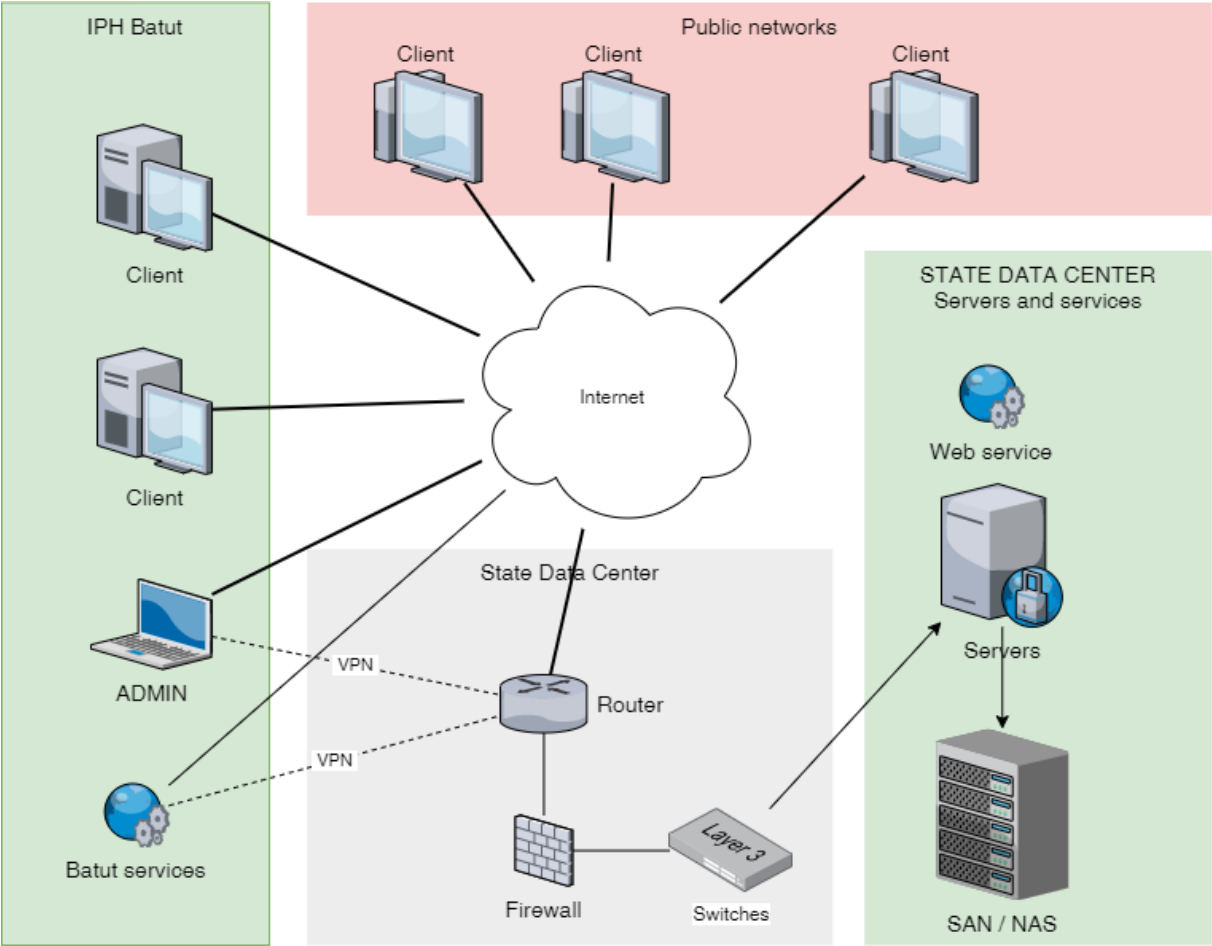 IPH Batut
Client
Client
ADMIN
VPN
VPN
Batut services
Public networks
Client
Client
Client
Internet
State Data Center
Router
Firewall
Layer 3
Switches
STATE DATA CENTER
Servers and services
Web service
Servers
SAN / NAS